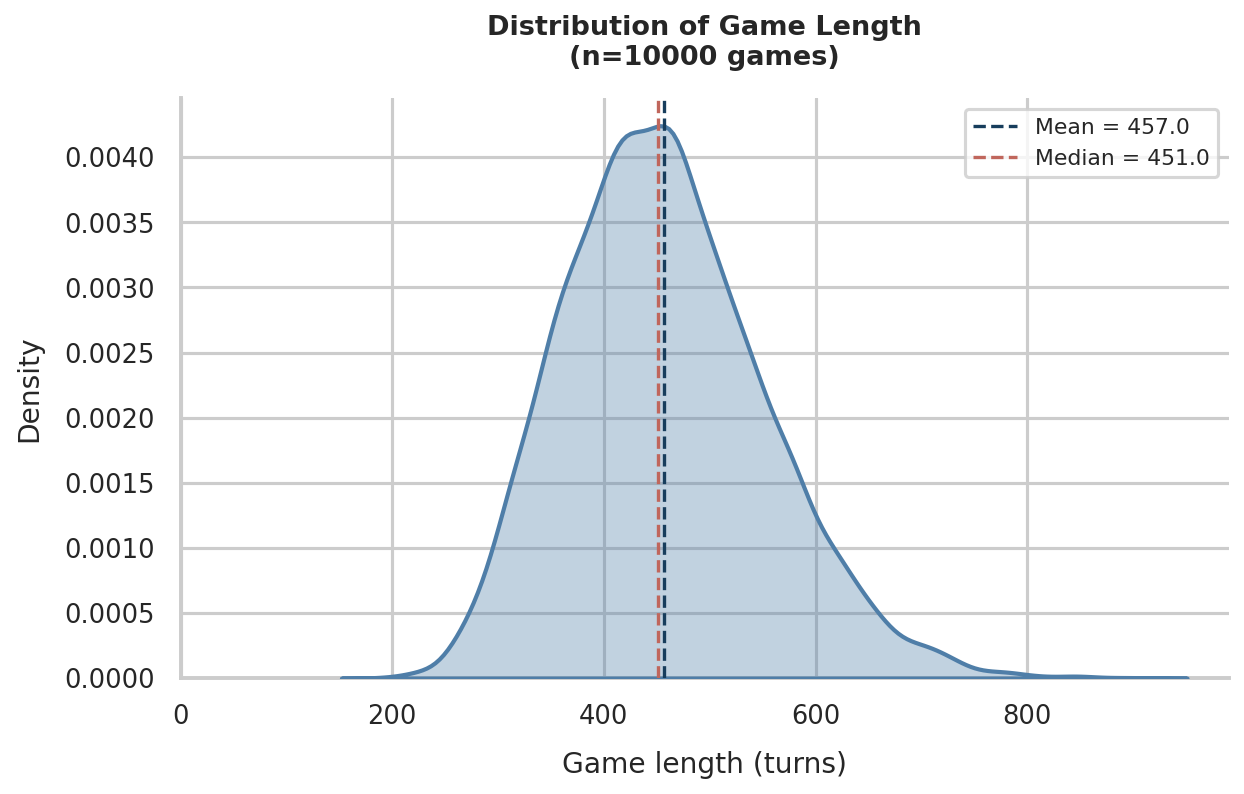 Distribution of Game Length
(n=10000 games)
Mean = 457.0
Median = 451.0
Density
0.0040
0.0035
0.0030
0.0025
0.0020
0.0015
0.0010
0.0005
0.0000
0 200 400 600 800
Game length (turns)